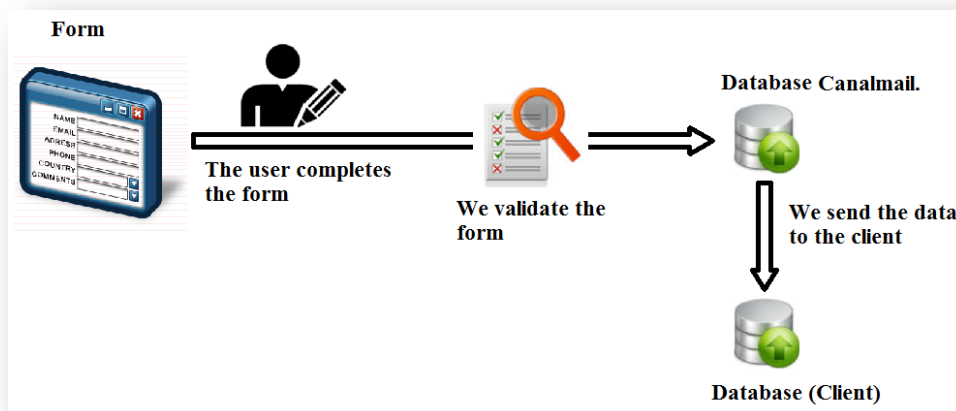 Form
NAME
EMAIL
ADRESS
PHONE
COUNTRY
COMMENTS
The user completes
the form
We validate the
form
Database Canalmail.
We send the data
to the client
Database (Client)